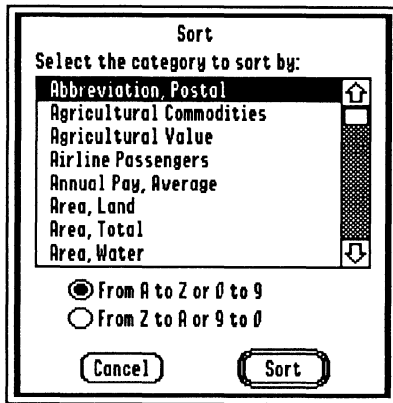 Sort
Select the category to sort by:
Abbreviation, Postal
Agricultural Commodities
Agricultural Value
Airline Passengers
Annual Pay, Average
Area, Land
Area, Total
Area, Water
From A to Z or 0 to 9
From Z to A or 9 to 0
Cancel
Sort